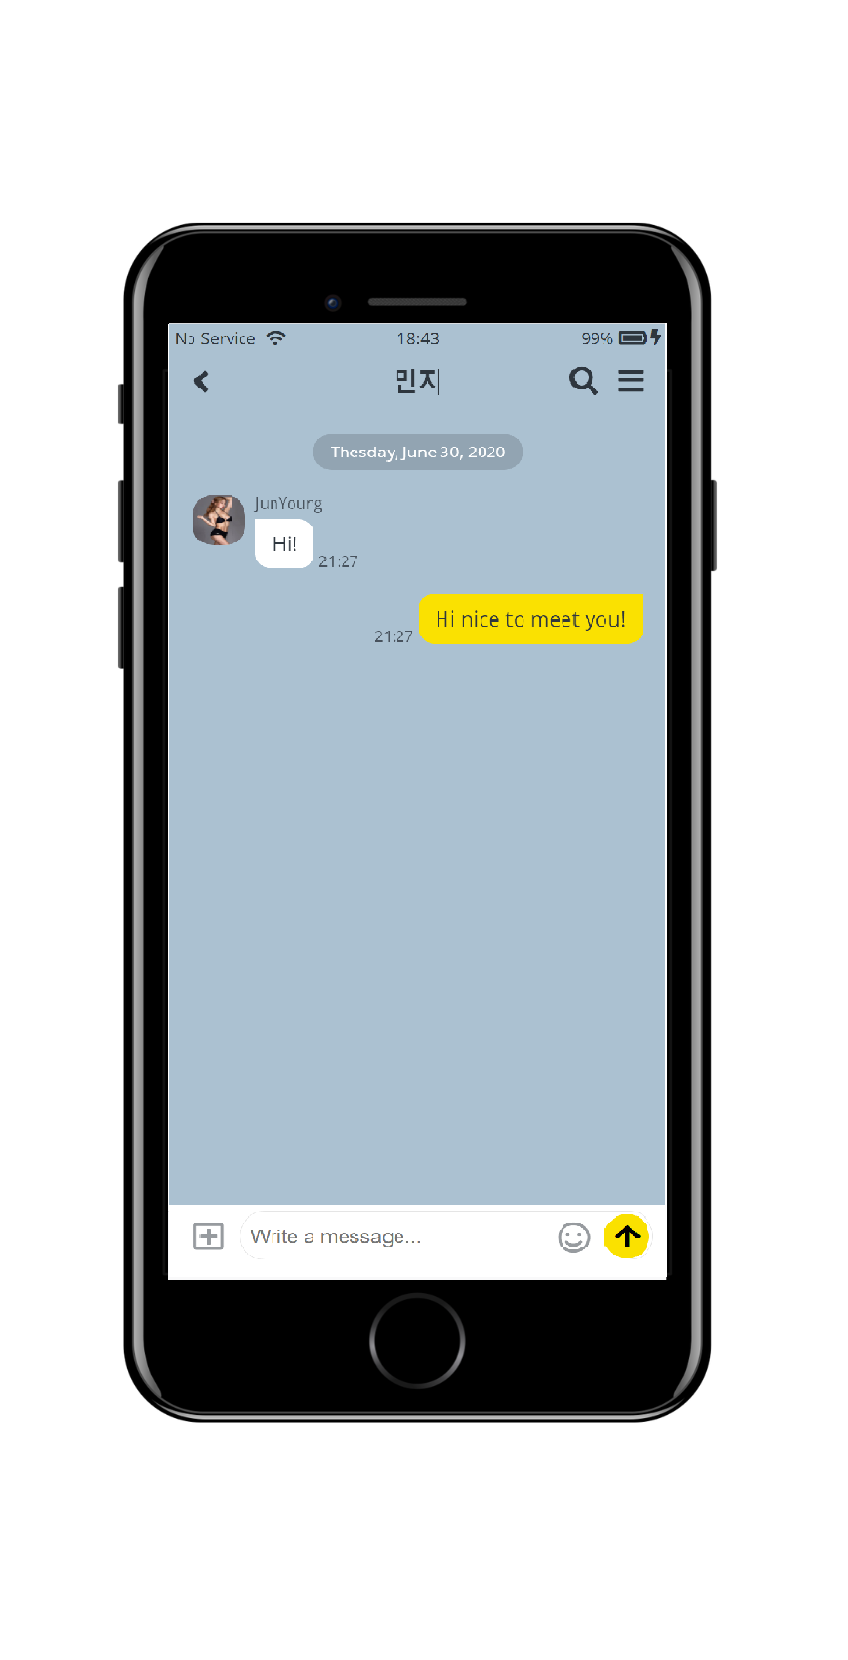 No Service 18:43 99%
민지
Thesday, June 30, 2020
JunYourg
Hi!
21:27
Hi nice to meet you!
21:27
Write a message...